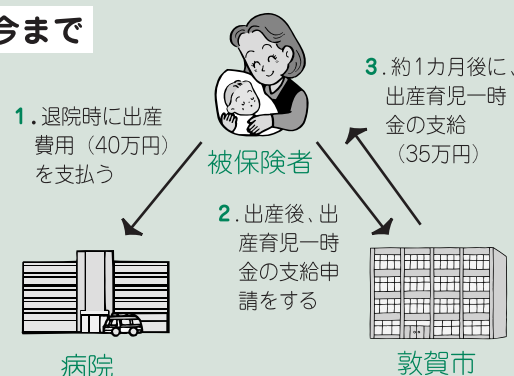 今まで
1.退院時に出産
費用（40万円）
を支払う
被保険者
3.約1カ月後に、
出産育児一時
金の支給
（35万円）
2.出産後、出
産育児一時
金の支給申
請をする
病院
敦賀市